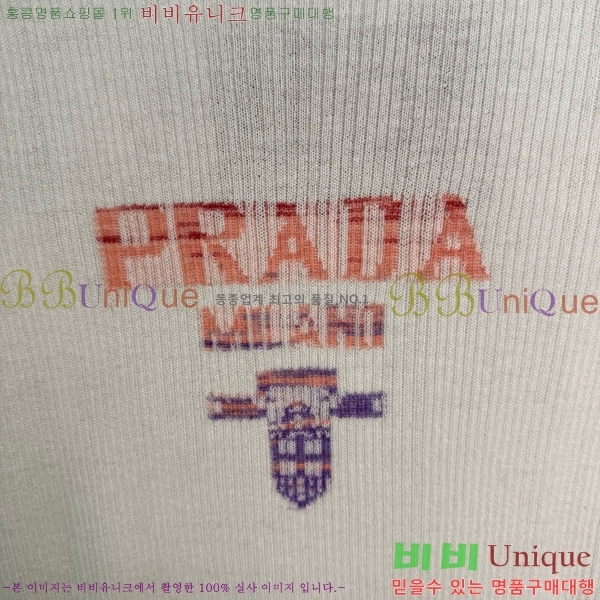 홍콩명품쇼핑몰 1위 비비유니크명품구매대행
PRADA
BBUniQue 동종업계 최고의 품질 NO.1 BBUniQue
MILANO
비비 Unique
-본 이미지는 비비유니크에서 촬영한 100% 실사 이미지 입니다.-
믿을수 있는 명품구매대행